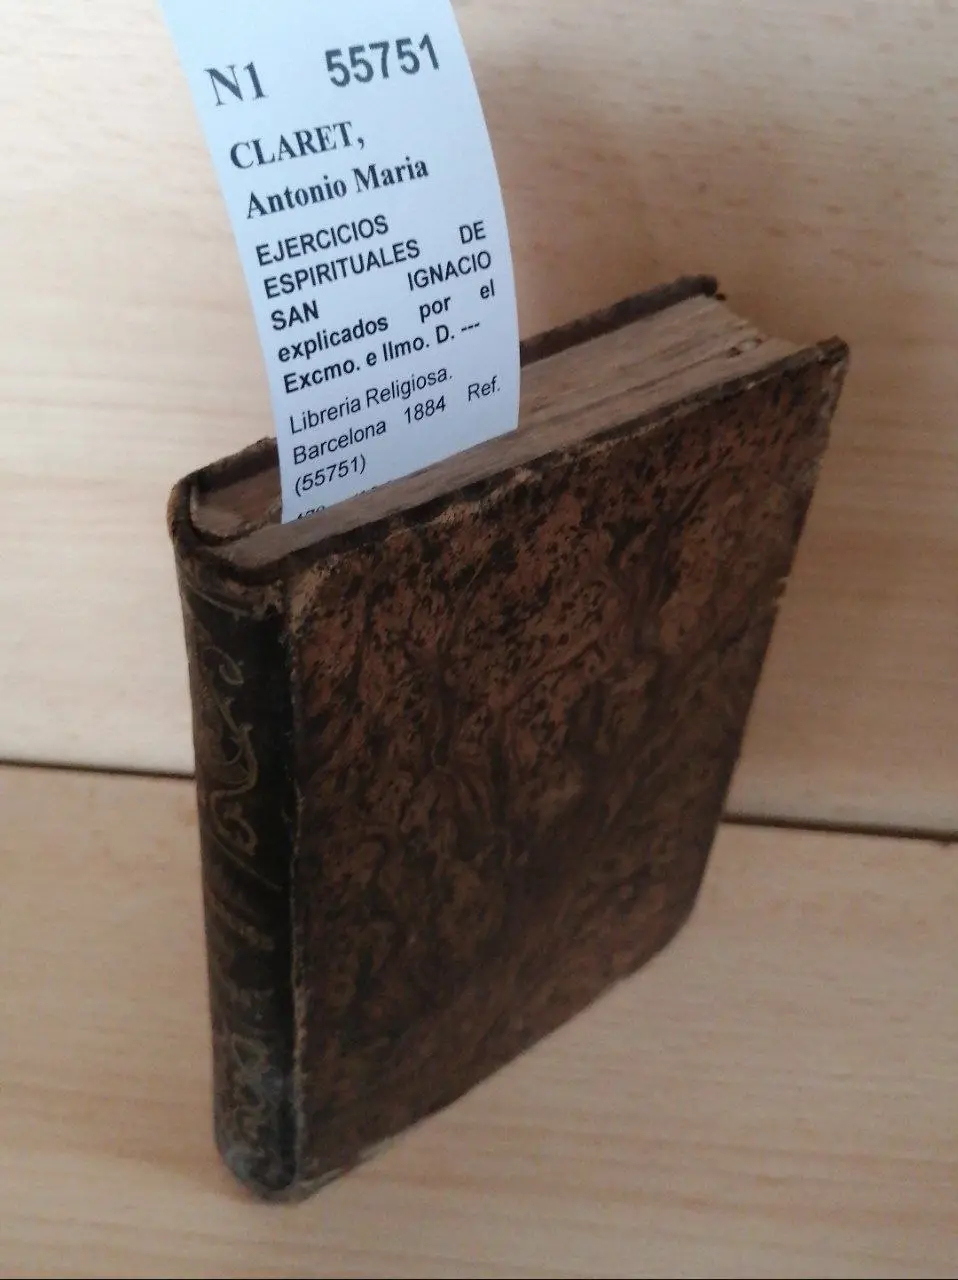 N1 55751
CLARET,
Antonio Maria
EJERCICIOS
ESPIRITUALES DE
SAN IGNACIO
explicados por el
Excmo. e Ilmo. D. ---
Libreria Religiosa.
Barcelona 1884 Ref.
(55751)